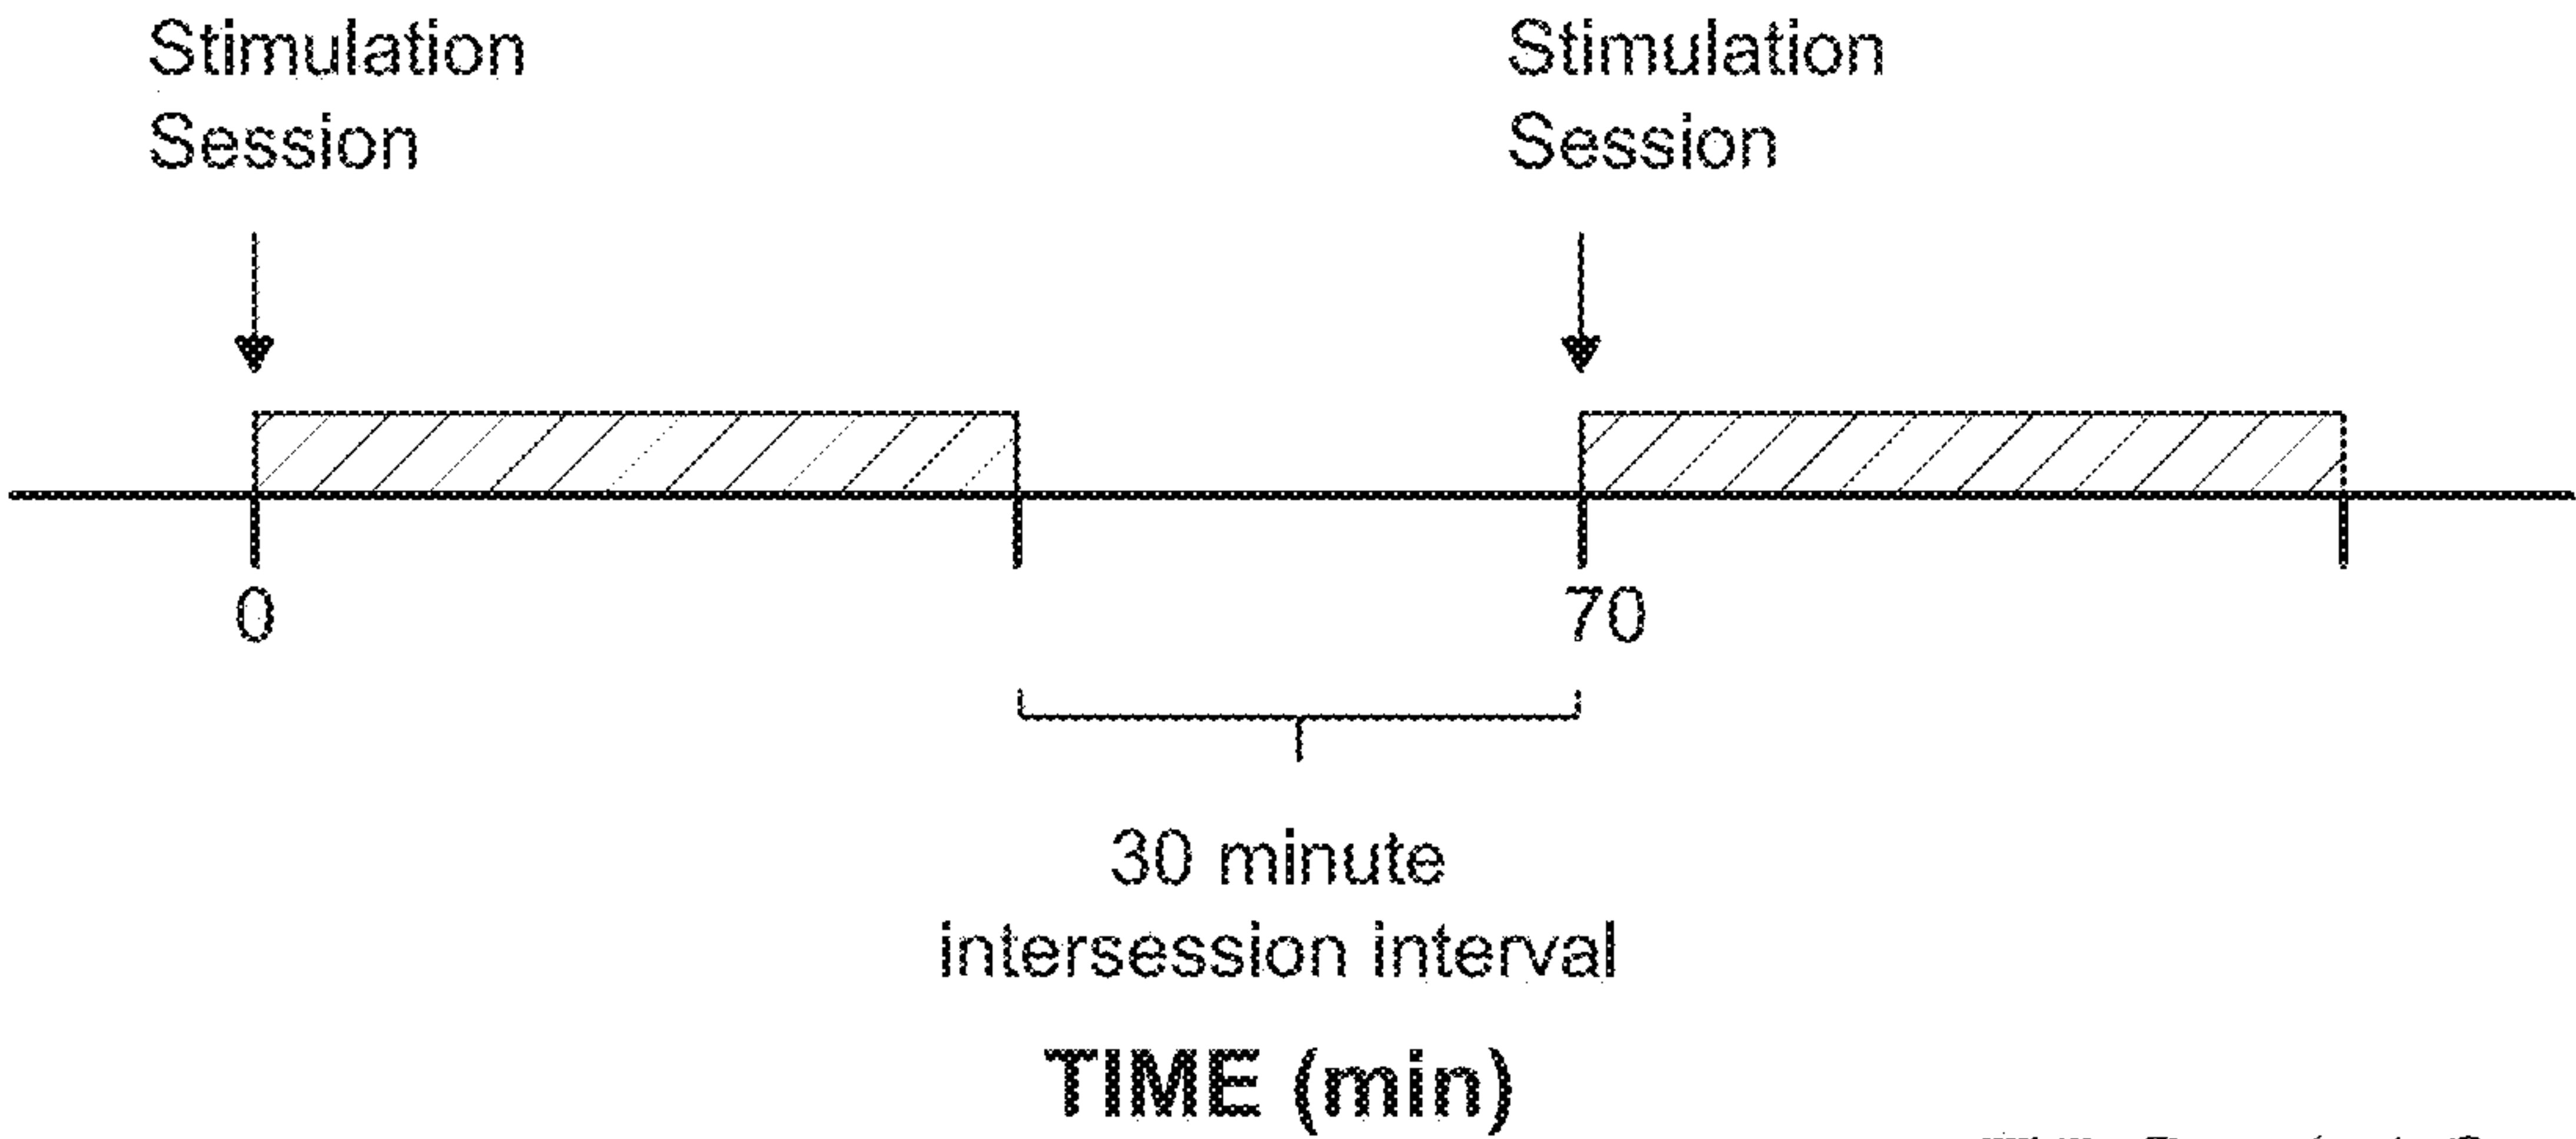 Stimulation
Session
Stimulation
Session
0
70
30 minute
intersession interval
TIME (min)